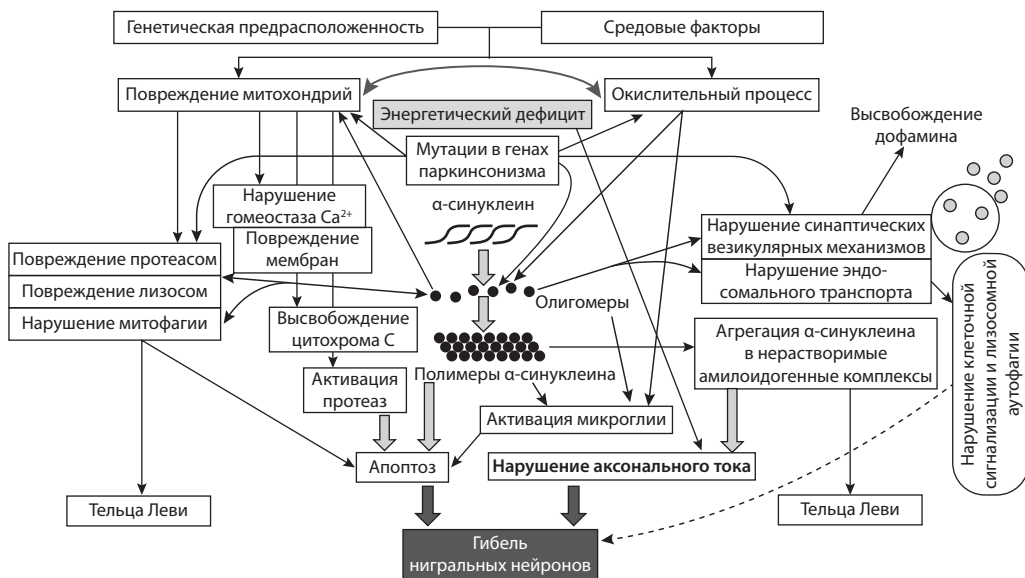 Генетическая предрасположенность
Средовые факторы
Повреждение митохондрий
Окислительный процесс
Энергетический дефицит
Высвобождение
дофамина
Мутации в генах
паркинсонизма
Нарушение
гомеостаза Ca²⁺
α-синуклеин
Повреждение
мембран
Нарушение синаптических
везикулярных механизмов
Нарушение эндо-
сомального транспорта
Повреждение протеасом
Повреждение лизосом
Нарушение митофагии
Олигомеры
Высвобождение
цитохрома C
Агрегация α-синуклеина
в нерастворимые
амилоидогенные комплексы
Полимеры α-синуклеина
Активация
протеаз
Активация микроглии
Нарушение клеточной
сигнализации и лизосомной
аутофагии
Апоптоз
Нарушение аксонального тока
Тельца Леви
Тельца Леви
Гибель
нигральных нейронов